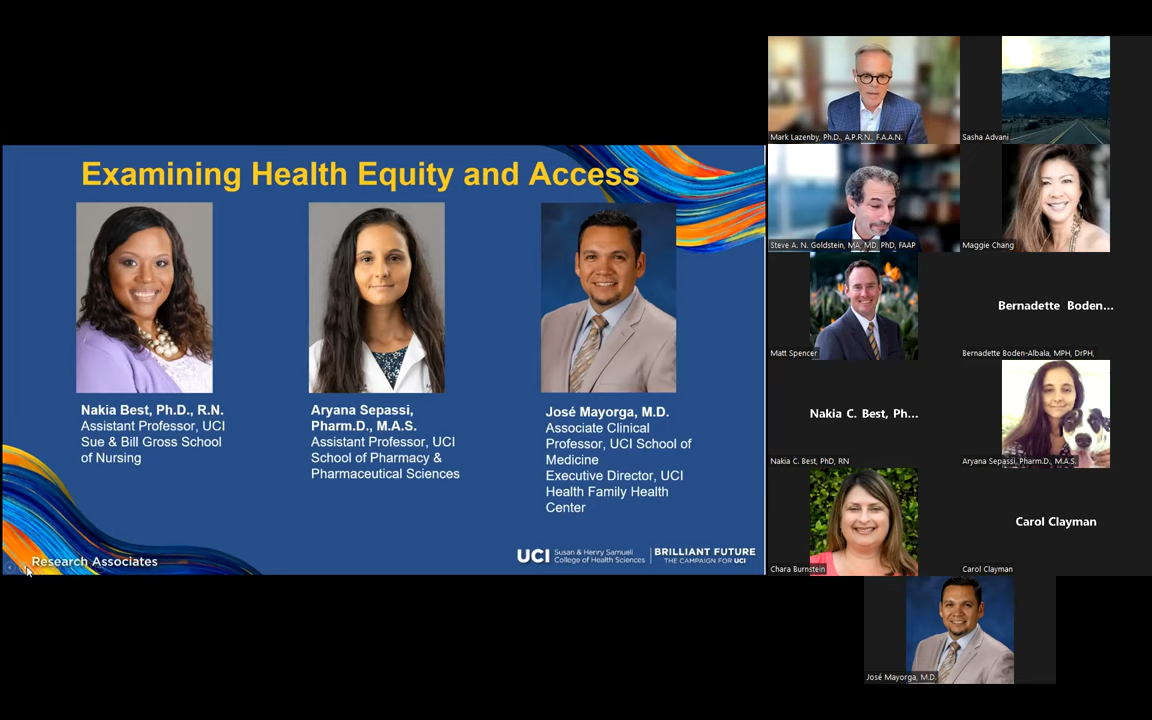 Examining Health Equity and Access
Nakia Best, Ph.D., R.N.
Assistant Professor, UCI
Sue & Bill Gross School
of Nursing
Aryana Sepassi,
Pharm.D., M.A.S.
Assistant Professor, UCI
School of Pharmacy &
Pharmaceutical Sciences
José Mayorga, M.D.
Associate Clinical
Professor, UCI School of
Medicine
Executive Director, UCI
Health Family Health
Center
Research Associates
UCI
Susan & Henry Samueli
College of Health Sciences
BRILLIANT FUTURE
THE CAMPAIGN FOR UCI
Mark Lazenby, Ph.D., A.P.R.N., F.A.A.N.
Sasha Advani
Steve A. N. Goldstein, MA, MD, PhD, FAAP
Maggie Chang
Matt Spencer
Bernadette Boden...
Bernadette Boden-Albala, MPH, DrPH,
Nakia C. Best, Ph...
Nakia C. Best, PhD, RN
Aryana Sepassi, Pharm.D., M.A.S.
Chara Burnstein
Carol Clayman
Carol Clayman
José Mayorga, M.D.